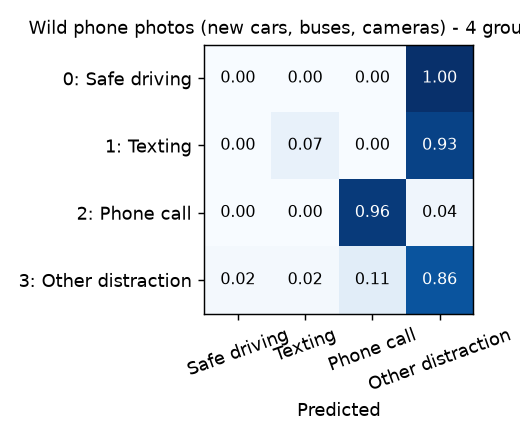 Wild phone photos (new cars, buses, cameras) - 4 grou
0: Safe driving 0.00 0.00 0.00 1.00
1: Texting 0.00 0.07 0.00 0.93
2: Phone call 0.00 0.00 0.96 0.04
3: Other distraction 0.02 0.02 0.11 0.86
Safe driving Texting Phone call Other distraction
Predicted